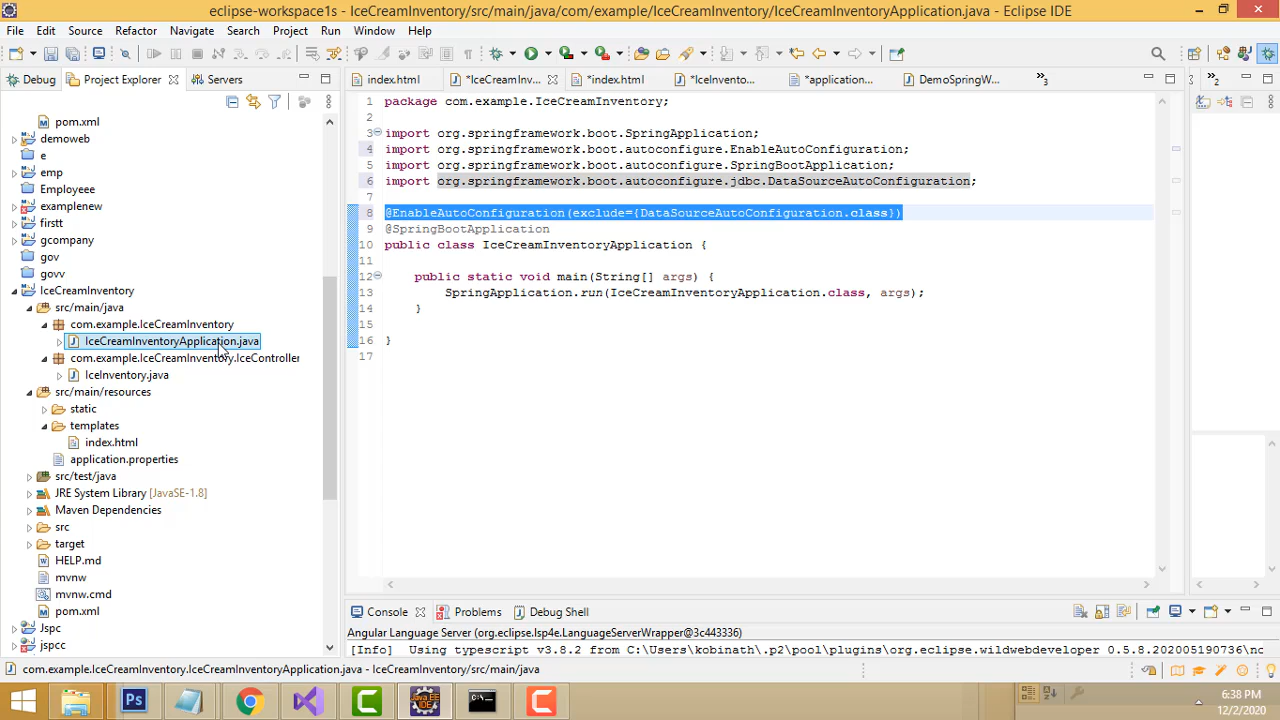 eclipse-workspace1s - IceCreamInventory/src/main/java/com/example/IceCreamInventory/IceCreamInventoryApplication.java - Eclipse IDE
File Edit Source Refactor Navigate Search Project Run Window Help
Debug Project Explorer Servers
index.html *IceCreamInv... *index.html *IceInvento... *application... DemoSpringW... »3 »2
pom.xml
demoweb
e
emp
Employeee
examplenew
firstt
gcompany
gov
govv
IceCreamInventory
src/main/java
com.example.IceCreamInventory
IceCreamInventoryApplication.java
com.example.IceCreamInventory.IceController
IceInventory.java
src/main/resources
static
templates
index.html
application.properties
src/test/java
JRE System Library [JavaSE-1.8]
Maven Dependencies
src
target
HELP.md
mvnw
mvnw.cmd
pom.xml
Jspc
jspcc
1 package com.example.IceCreamInventory;
2
3 import org.springframework.boot.SpringApplication;
4 import org.springframework.boot.autoconfigure.EnableAutoConfiguration;
5 import org.springframework.boot.autoconfigure.SpringBootApplication;
6 import org.springframework.boot.autoconfigure.jdbc.DataSourceAutoConfiguration;
7
8 @EnableAutoConfiguration(exclude={DataSourceAutoConfiguration.class})
9 @SpringBootApplication
10 public class IceCreamInventoryApplication {
11
12 public static void main(String[] args) {
13 SpringApplication.run(IceCreamInventoryApplication.class, args);
14 }
15
16 }
17
Console Problems Debug Shell
Angular Language Server (org.eclipse.lsp4e.LanguageServerWrapper@3c443336)
[Info] Using typescript v3.8.2 from C:\Users\kobinath\.p2\pool\plugins\org.eclipse.wildwebdeveloper_0.5.8.202005190736\nc
com.example.IceCreamInventory.IceCreamInventoryApplication.java - IceCreamInventory/src/main/java
Ps
Java EE IDE
C:\
6:38 PM
12/2/2020